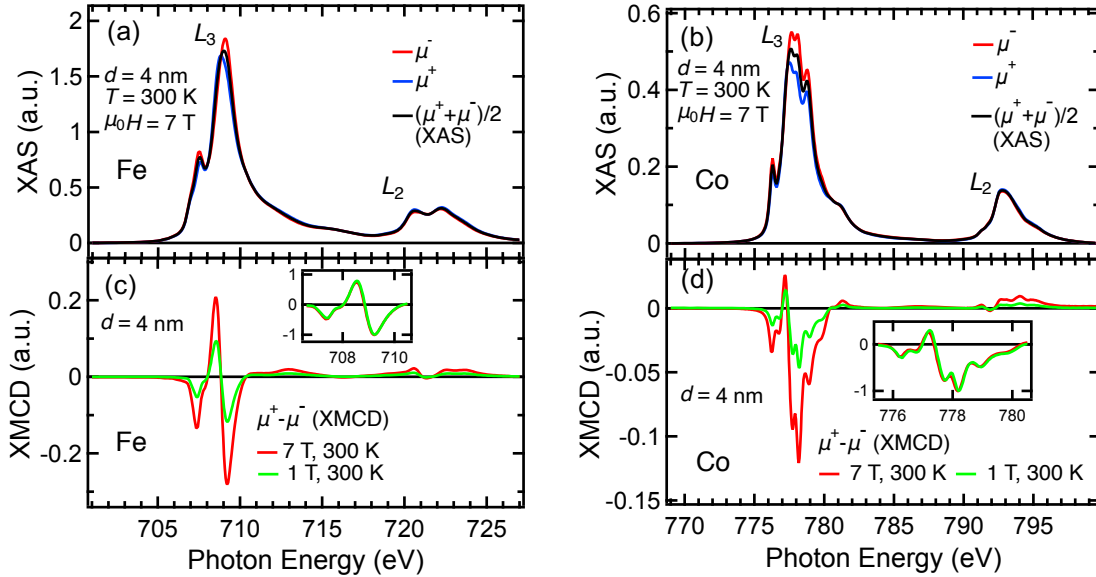 (a)
L3
d = 4 nm
T = 300 K
μ0H = 7 T
μ-
μ+
(μ+ + μ-)/2
(XAS)
Fe
L2
XAS (a.u.)
2
1.5
1
0.5
0
(b)
L3
d = 4 nm
T = 300 K
μ0H = 7 T
μ-
μ+
(μ+ + μ-)/2
(XAS)
Co
L2
XAS (a.u.)
0.6
0.4
0.2
0
(c)
d = 4 nm
1
0
-1
708
710
μ+-μ- (XMCD)
7 T, 300 K
1 T, 300 K
Fe
XMCD (a.u.)
0.2
0
-0.2
705
710
715
720
725
Photon Energy (eV)
(d)
d = 4 nm
0
-1
776
778
780
μ+-μ- (XMCD)
7 T, 300 K
1 T, 300 K
Co
XMCD (a.u.)
0
-0.05
-0.1
-0.15
770
775
780
785
790
795
Photon Energy (eV)